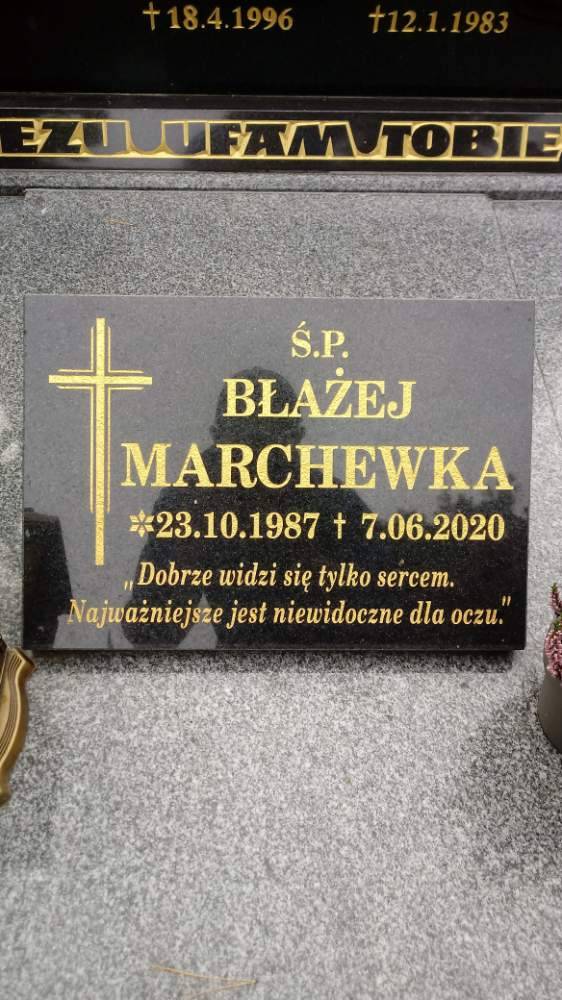 †18.4.1996 †12.1.1983
EZU UFAM TOBIE
Ś.P.
BŁAŻEJ
MARCHEWKA
*23.10.1987 † 7.06.2020
„Dobrze widzi się tylko sercem.
Najważniejsze jest niewidoczne dla oczu."